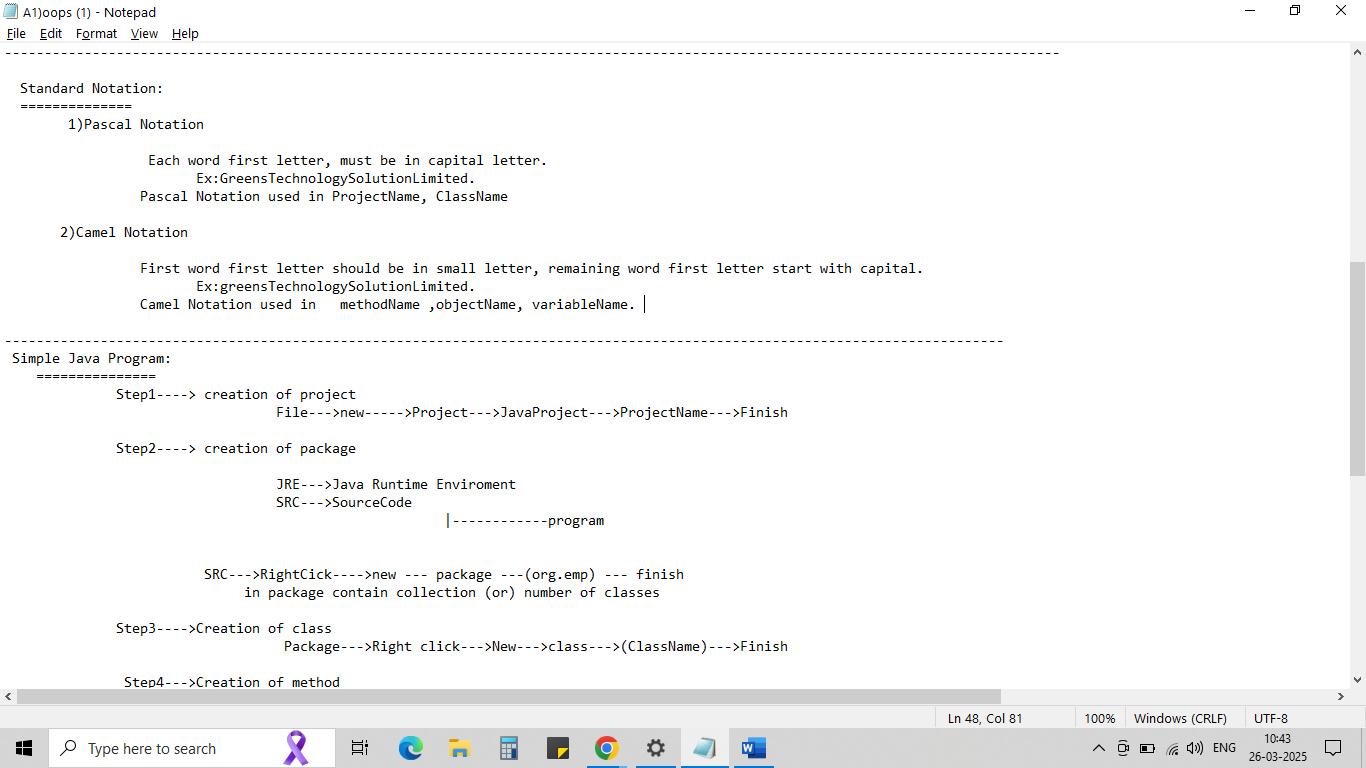 A1)oops (1) - Notepad
File Edit Format View Help
------------------------------------------------------------------------------------------------------------------------------------
Standard Notation:
==============
1)Pascal Notation
Each word first letter, must be in capital letter.
Ex:GreensTechnologySolutionLimited.
Pascal Notation used in ProjectName, ClassName
2)Camel Notation
First word first letter should be in small letter, remaining word first letter start with capital.
Ex:greensTechnologySolutionLimited.
Camel Notation used in   methodName ,objectName, variableName.
-----------------------------------------------------------------------------------------------------------------------------
Simple Java Program:
===============
Step1----> creation of project
File--->new----->Project--->JavaProject--->ProjectName--->Finish
Step2----> creation of package
JRE--->Java Runtime Enviroment
SRC--->SourceCode
|------------program
SRC--->RightCick---->new --- package ---(org.emp) --- finish
in package contain collection (or) number of classes
Step3---->Creation of class
Package--->Right click--->New--->class--->(ClassName)--->Finish
Step4--->Creation of method
Ln 48, Col 81 100% Windows (CRLF) UTF-8
Type here to search
ENG
10:43
26-03-2025